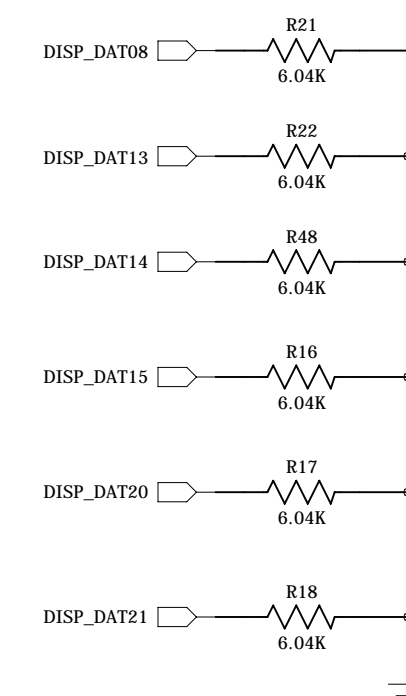 R21
DISP_DAT08
6.04K
R22
DISP_DAT13
6.04K
R48
DISP_DAT14
6.04K
R16
DISP_DAT15
6.04K
R17
DISP_DAT20
6.04K
R18
DISP_DAT21
6.04K